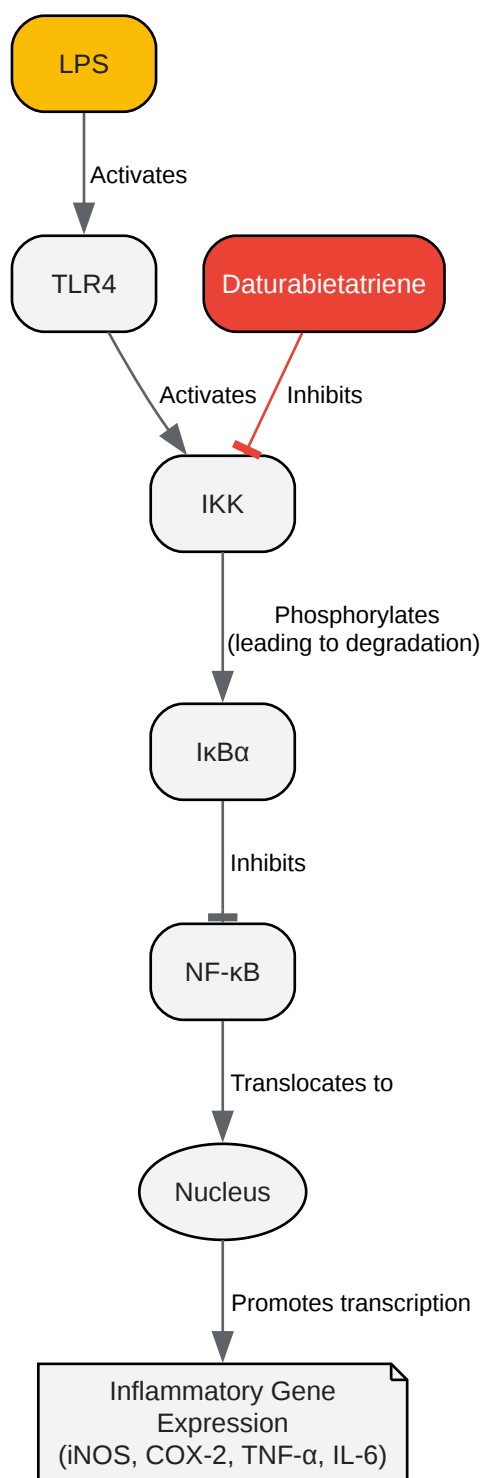 LPS
Activates
TLR4
Daturabietatriene
Activates
Inhibits
IKK
Phosphorylates
(leading to degradation)
IκBα
Inhibits
NF-κB
Translocates to
Nucleus
Promotes transcription
Inflammatory Gene
Expression
(iNOS, COX-2, TNF-α, IL-6)